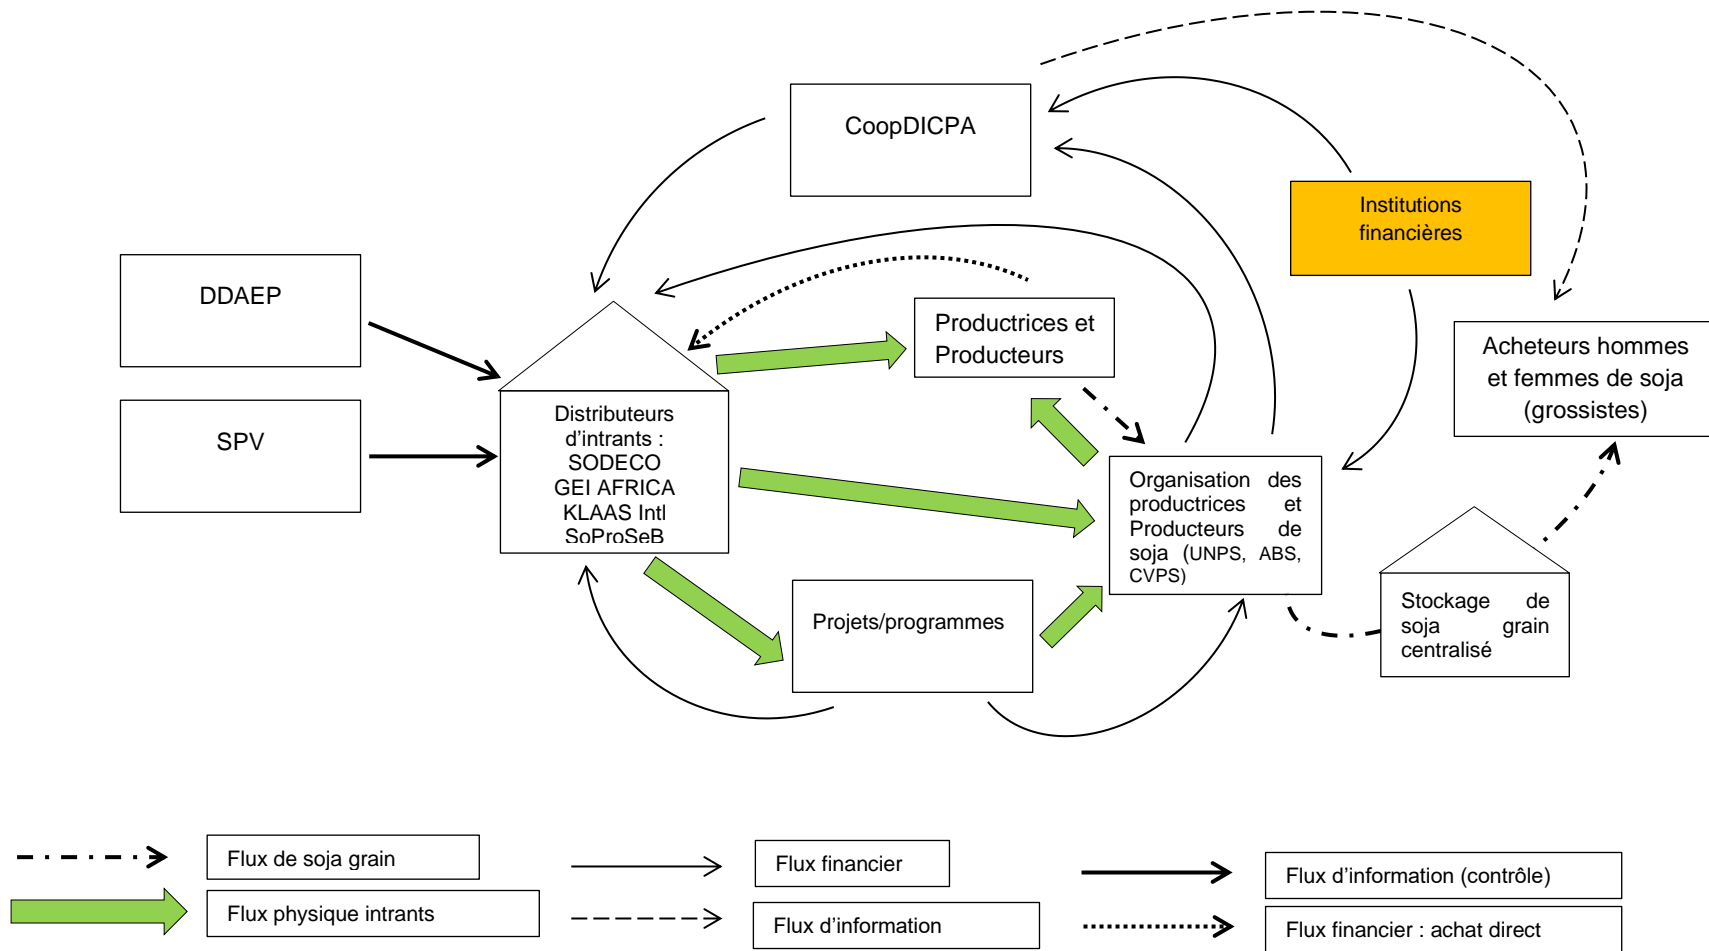 CoopDICPA
Institutions
financières
DDAEP
Productrices et
Producteurs
Acheteurs hommes
et femmes de soja
(grossistes)
SPV
Distributeurs
d’intrants :
SODECO
GEI AFRICA
KLAAS Intl
SoProSeB
Organisation des
productrices et
Producteurs de
soja (UNPS, ABS,
CVPS)
Projets/programmes
Stockage de
soja grain
centralisé
Flux de soja grain
Flux financier
Flux d’information (contrôle)
Flux physique intrants
Flux d’information
Flux financier : achat direct